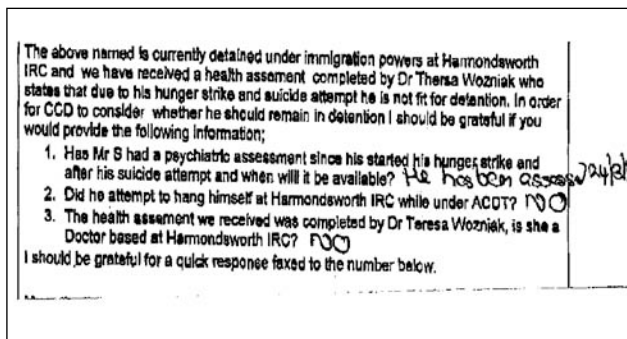 The above named is currently detained under immigration powers at Harmondsworth
IRC and we have received a health assement completed by Dr Thersa Wozniak who
states that due to his hunger strike and suicide attempt he is not fit for detention. In order
for CCD to consider whether he should remain in detention I should be grateful if you
would provide the following information;
1. Has Mr S had a psychiatric assessment since his started his hunger strike and
after his suicide attempt and when will it be available? He has been assess 24/3/
2. Did he attempt to hang himself at Harmondsworth IRC while under ACDT? NO
3. The health assement we received was completed by Dr Teresa Wozniak, is she a
Doctor based at Harmondsworth IRC? NO
I should be grateful for a quick response faxed to the number below.